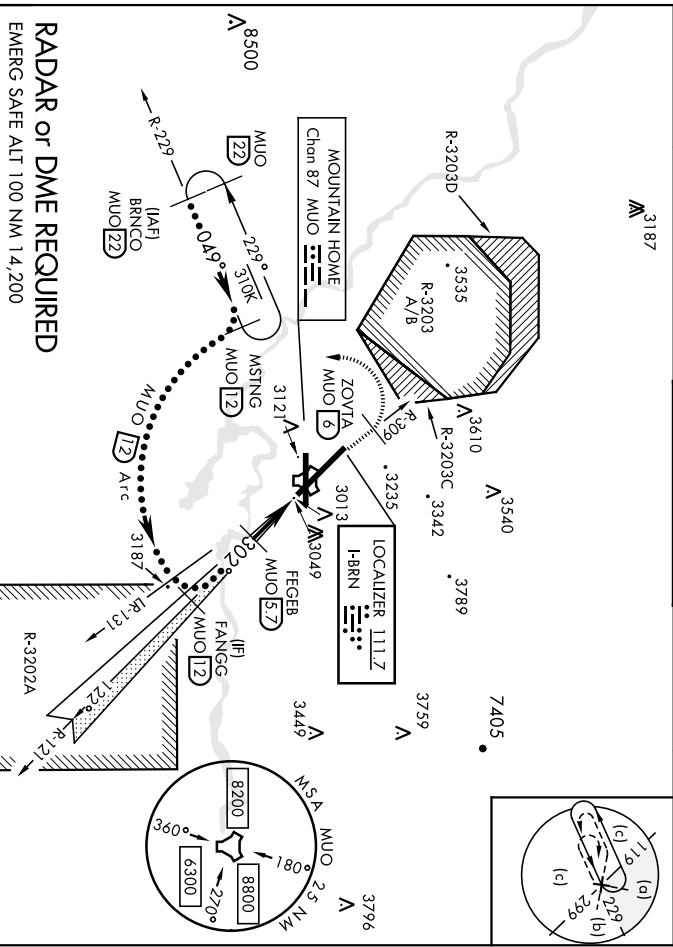 RADAR or DME REQUIRED
EMERG SAFE ALT 100 NM 14,200
8500
3187
R-3203D
3535
R-3203
A/B
R-3203C
3610
3540
3342
3235
3789
7405
3759
3449
3796
MOUNTAIN HOME
Chan 87 MUO
LOCALIZER 111.7
I-BRN
MUO
22
R-229
229°
310K
049°
(IAF)
BRNCO
MUO 22
MSTNG
MUO 12
MUO 12 Arc
ZOVTA
MUO 6
R-309
3121
3013
3049
FEGEB
MUO 5.7
302°
3187
LR-131
(IF)
FANGG
MUO 12
122°
R-121
R-3202A
MSA MUO 25 NM
8200
8800
6300
180°
270°
360°
(a)
119
(c)
229
(b)
299
(c)